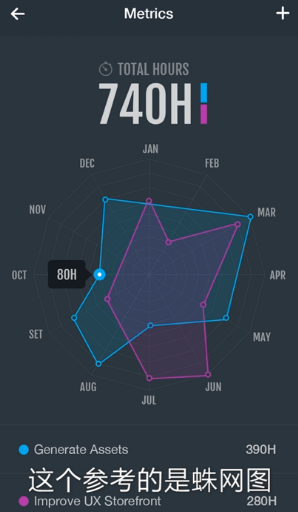 Metrics
TOTAL HOURS
740H
JAN
DEC
FEB
NOV
MAR
OCT
80H
APR
SET
MAY
AUG
JUN
JUL
Generate Assets 390H
这个参考的是蛛网图
Improve UX Storefront 280H